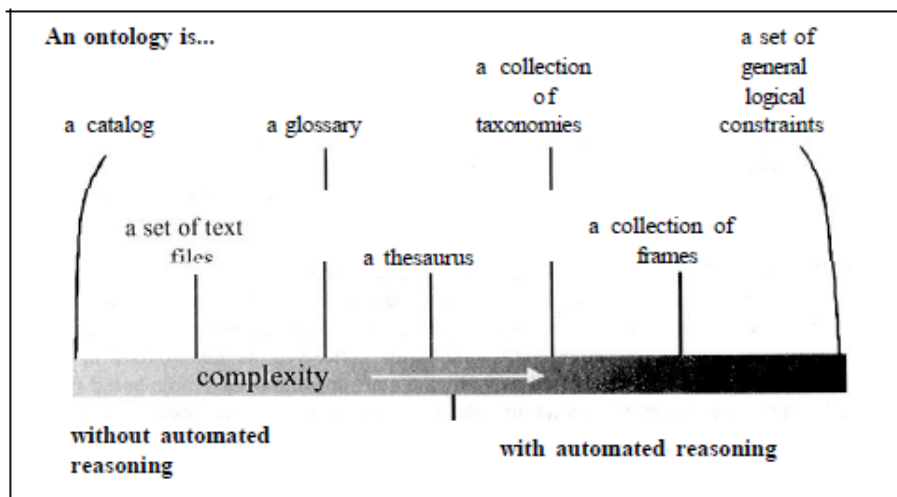 An ontology is...
a catalog
a glossary
a collection
of
taxonomies
a set of
general
logical
constraints
a set of text
files
a thesaurus
a collection of
frames
complexity
without automated
reasoning
with automated reasoning